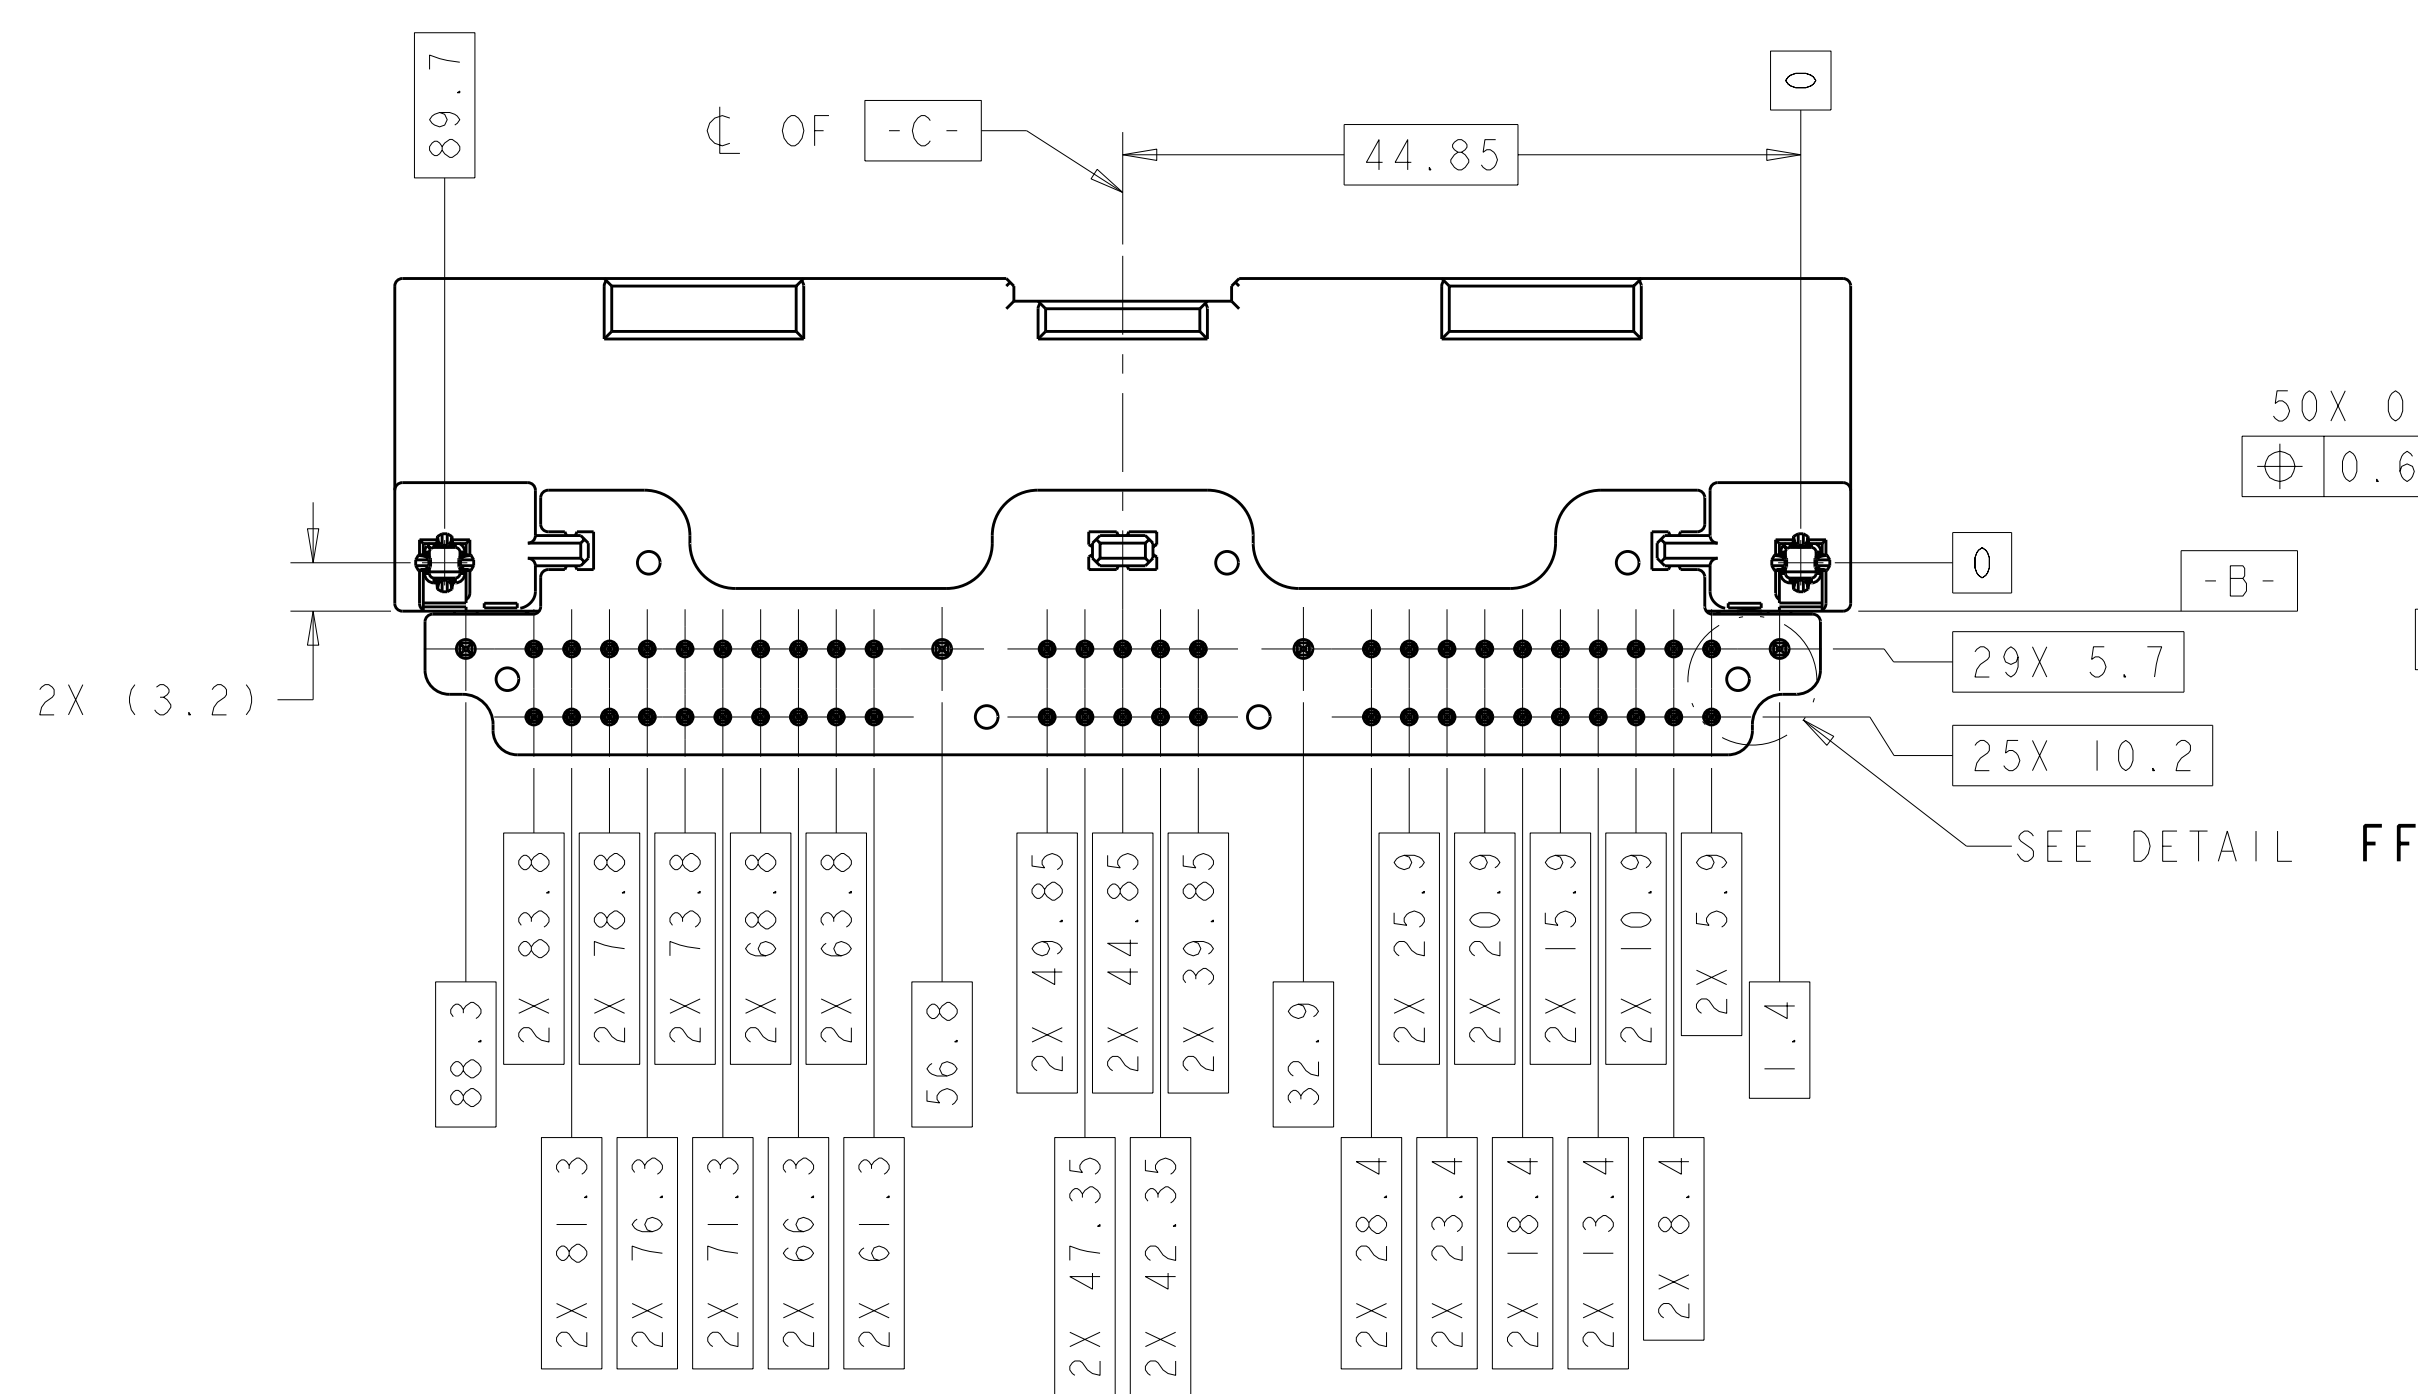 89.7
0
℄ OF -C-
44.85
50X 0
⌖ 0.6
0
-B-
29X 5.7
2X (3.2)
25X 10.2
SEE DETAIL FF
88.3
2X 83.8
2X 81.3
2X 78.8
2X 76.3
2X 73.8
2X 71.3
2X 68.8
2X 66.3
2X 63.8
2X 61.3
56.8
2X 49.85
2X 47.35
2X 44.85
2X 42.35
2X 39.85
32.9
2X 28.4
2X 25.9
2X 23.4
2X 20.9
2X 18.4
2X 15.9
2X 13.4
2X 10.9
2X 8.4
2X 5.9
1.4